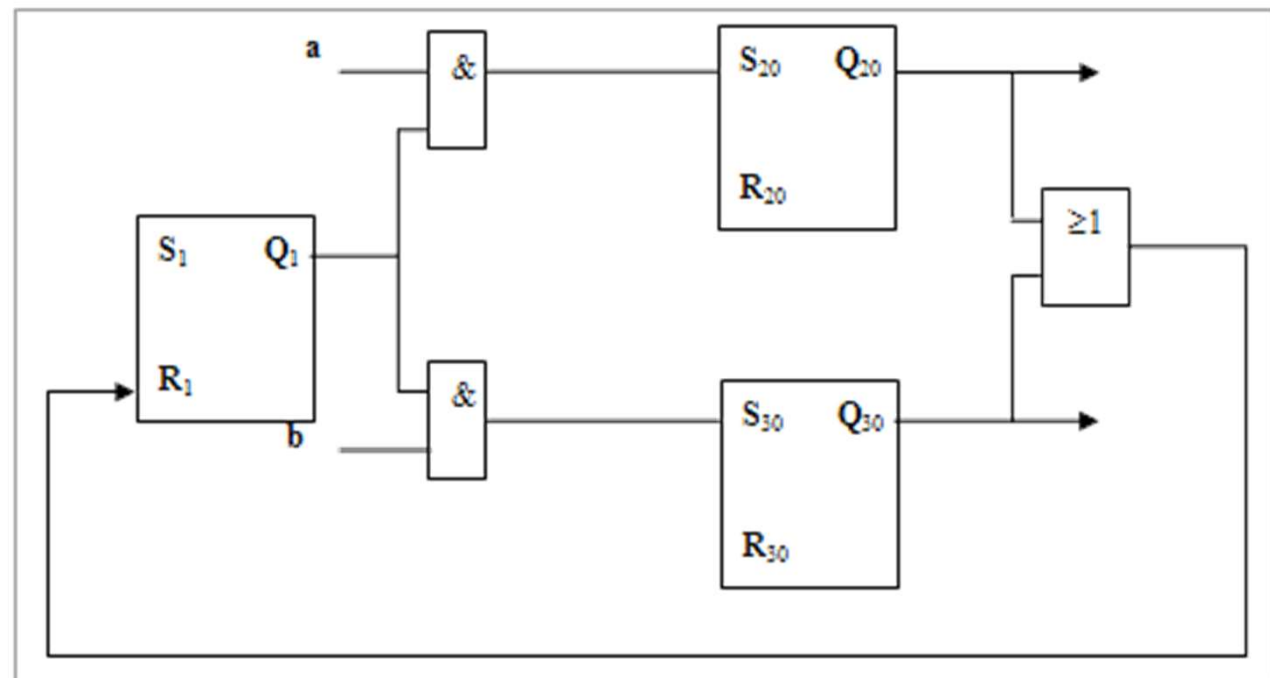 a
&
S₂₀ Q₂₀
R₂₀
≥1
S₁ Q₁
R₁
&
b
S₃₀ Q₃₀
R₃₀